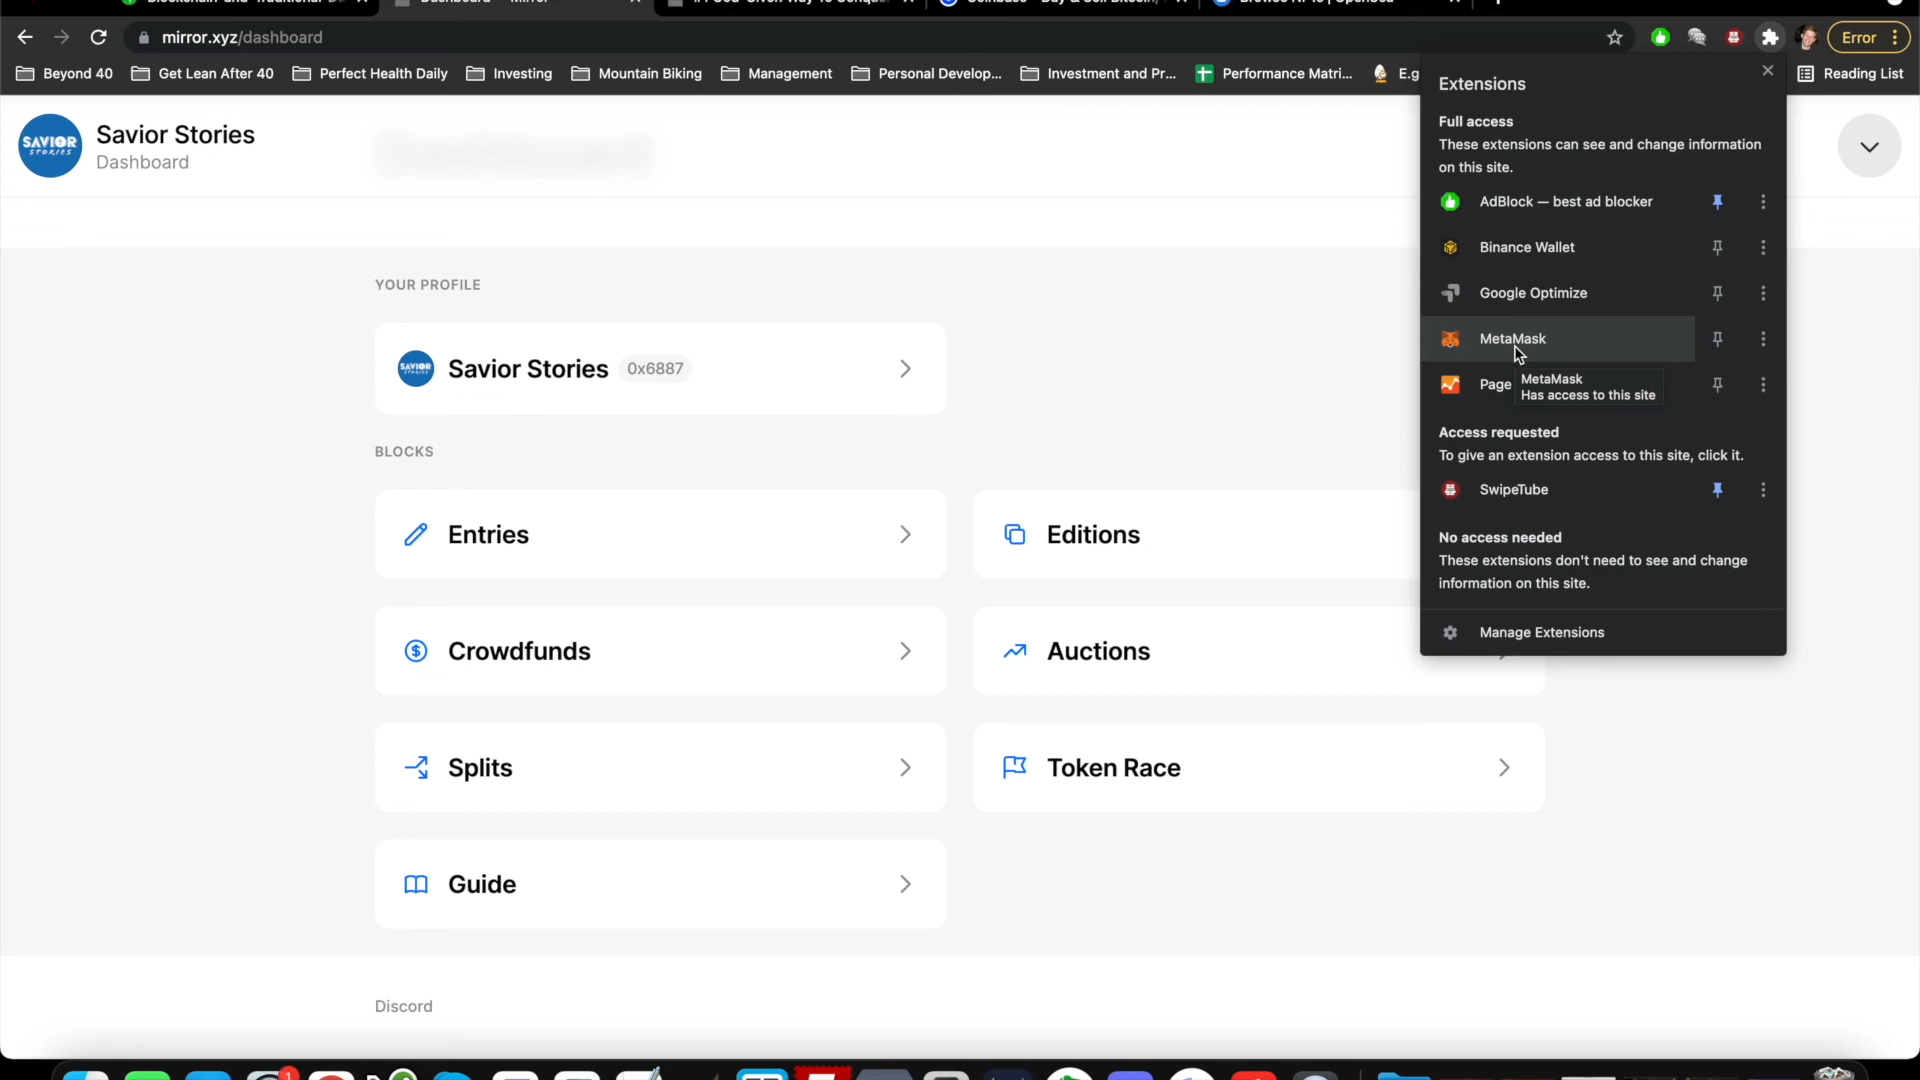 mirror.xyz/dashboard
Error
Beyond 40
Get Lean After 40
Perfect Health Daily
Investing
Mountain Biking
Management
Personal Develop...
Investment and Pr...
Performance Matri...
E.g
Reading List
SAVIOR
STORIES
Savior Stories
Dashboard
YOUR PROFILE
Savior Stories 0x6887
BLOCKS
Entries
Editions
Crowdfunds
Auctions
Splits
Token Race
Guide
Discord
Extensions
Full access
These extensions can see and change information
on this site.
AdBlock — best ad blocker
Binance Wallet
Google Optimize
MetaMask
Page
MetaMask
Has access to this site
Access requested
To give an extension access to this site, click it.
SwipeTube
No access needed
These extensions don't need to see and change
information on this site.
Manage Extensions